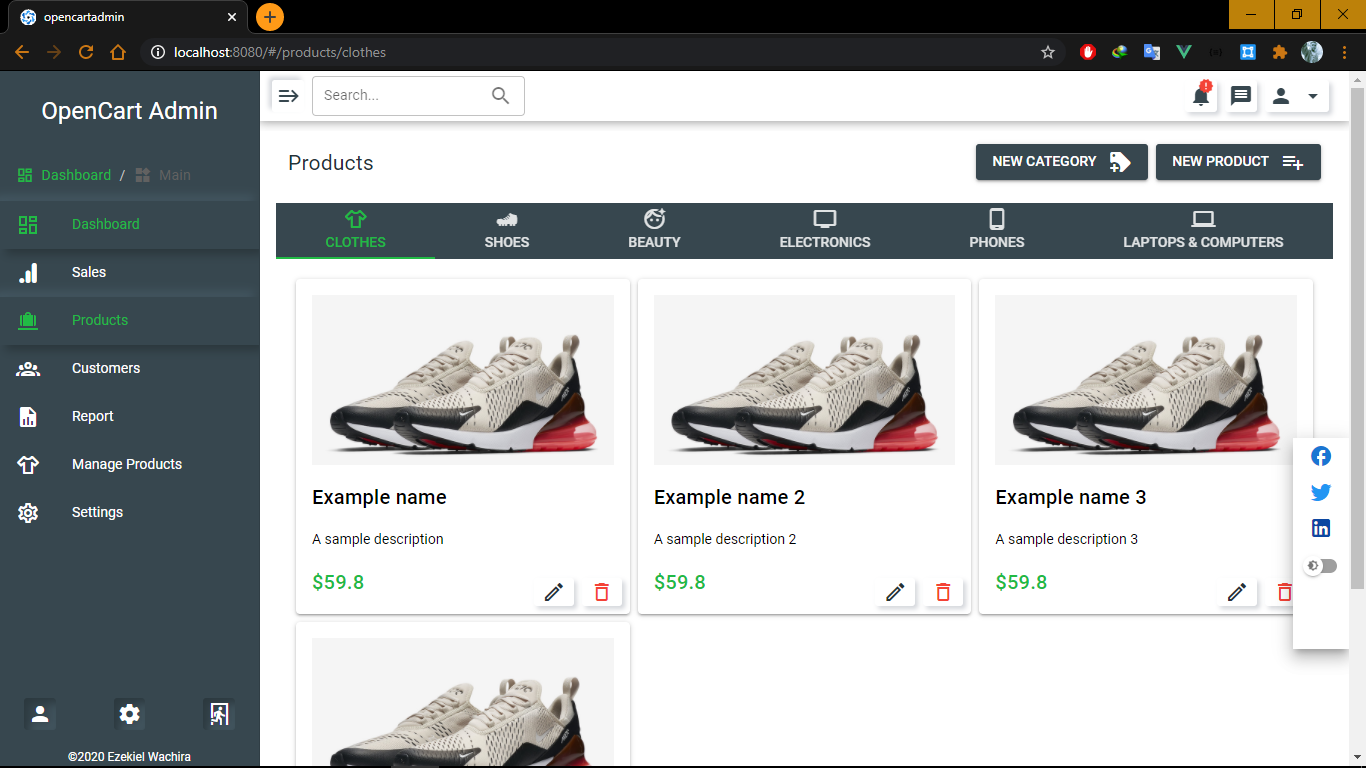 opencartadmin
localhost:8080/#/products/clothes
OpenCart Admin
Search...
Dashboard / Main
Products
NEW CATEGORY
NEW PRODUCT
Dashboard
Sales
Products
Customers
Report
Manage Products
Settings
CLOTHES
SHOES
BEAUTY
ELECTRONICS
PHONES
LAPTOPS & COMPUTERS
Example name
A sample description
$59.8
Example name 2
A sample description 2
$59.8
Example name 3
A sample description 3
$59.8
©2020 Ezekiel Wachira